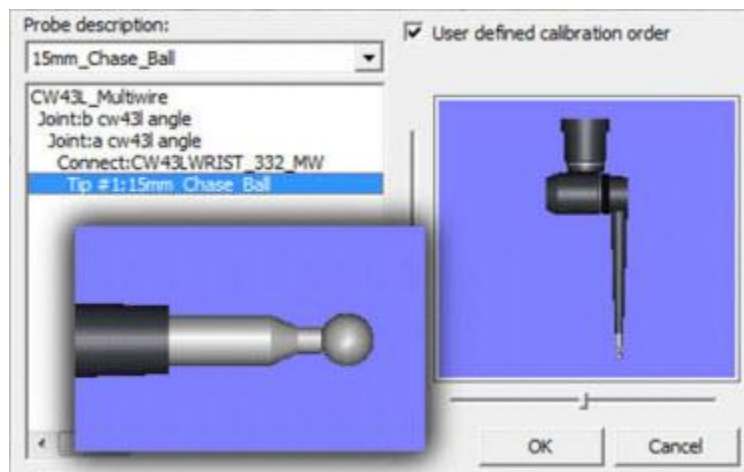 Probe description:
User defined calibration order
15mm_Chase_Ball
CW43L_Multiwire
Joint:b cw43l angle
Joint:a cw43l angle
Connect:CW43LWRIST_332_MW
Tip #1:15mm_Chase_Ball
OK
Cancel